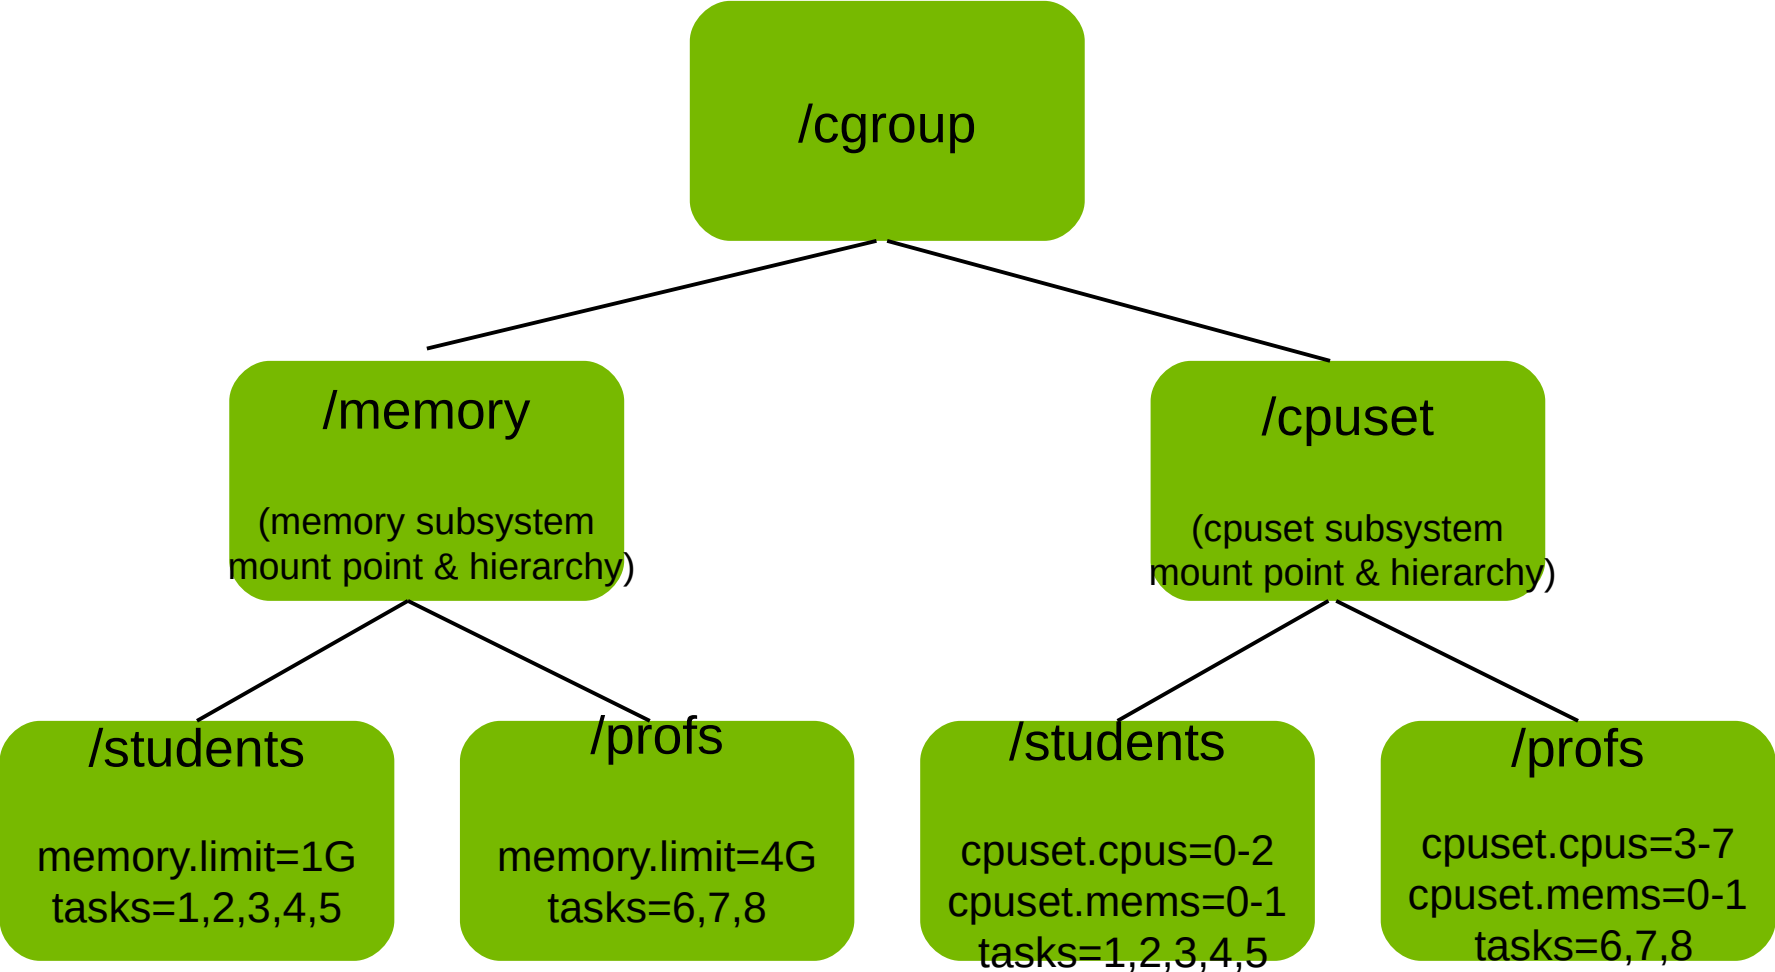 /cgroup
/memory
(memory subsystem
mount point & hierarchy)
/cpuset
(cpuset subsystem
mount point & hierarchy)
/students
memory.limit=1G
tasks=1,2,3,4,5
/profs
memory.limit=4G
tasks=6,7,8
/students
cpuset.cpus=0-2
cpuset.mems=0-1
tasks=1,2,3,4,5
/profs
cpuset.cpus=3-7
cpuset.mems=0-1
tasks=6,7,8